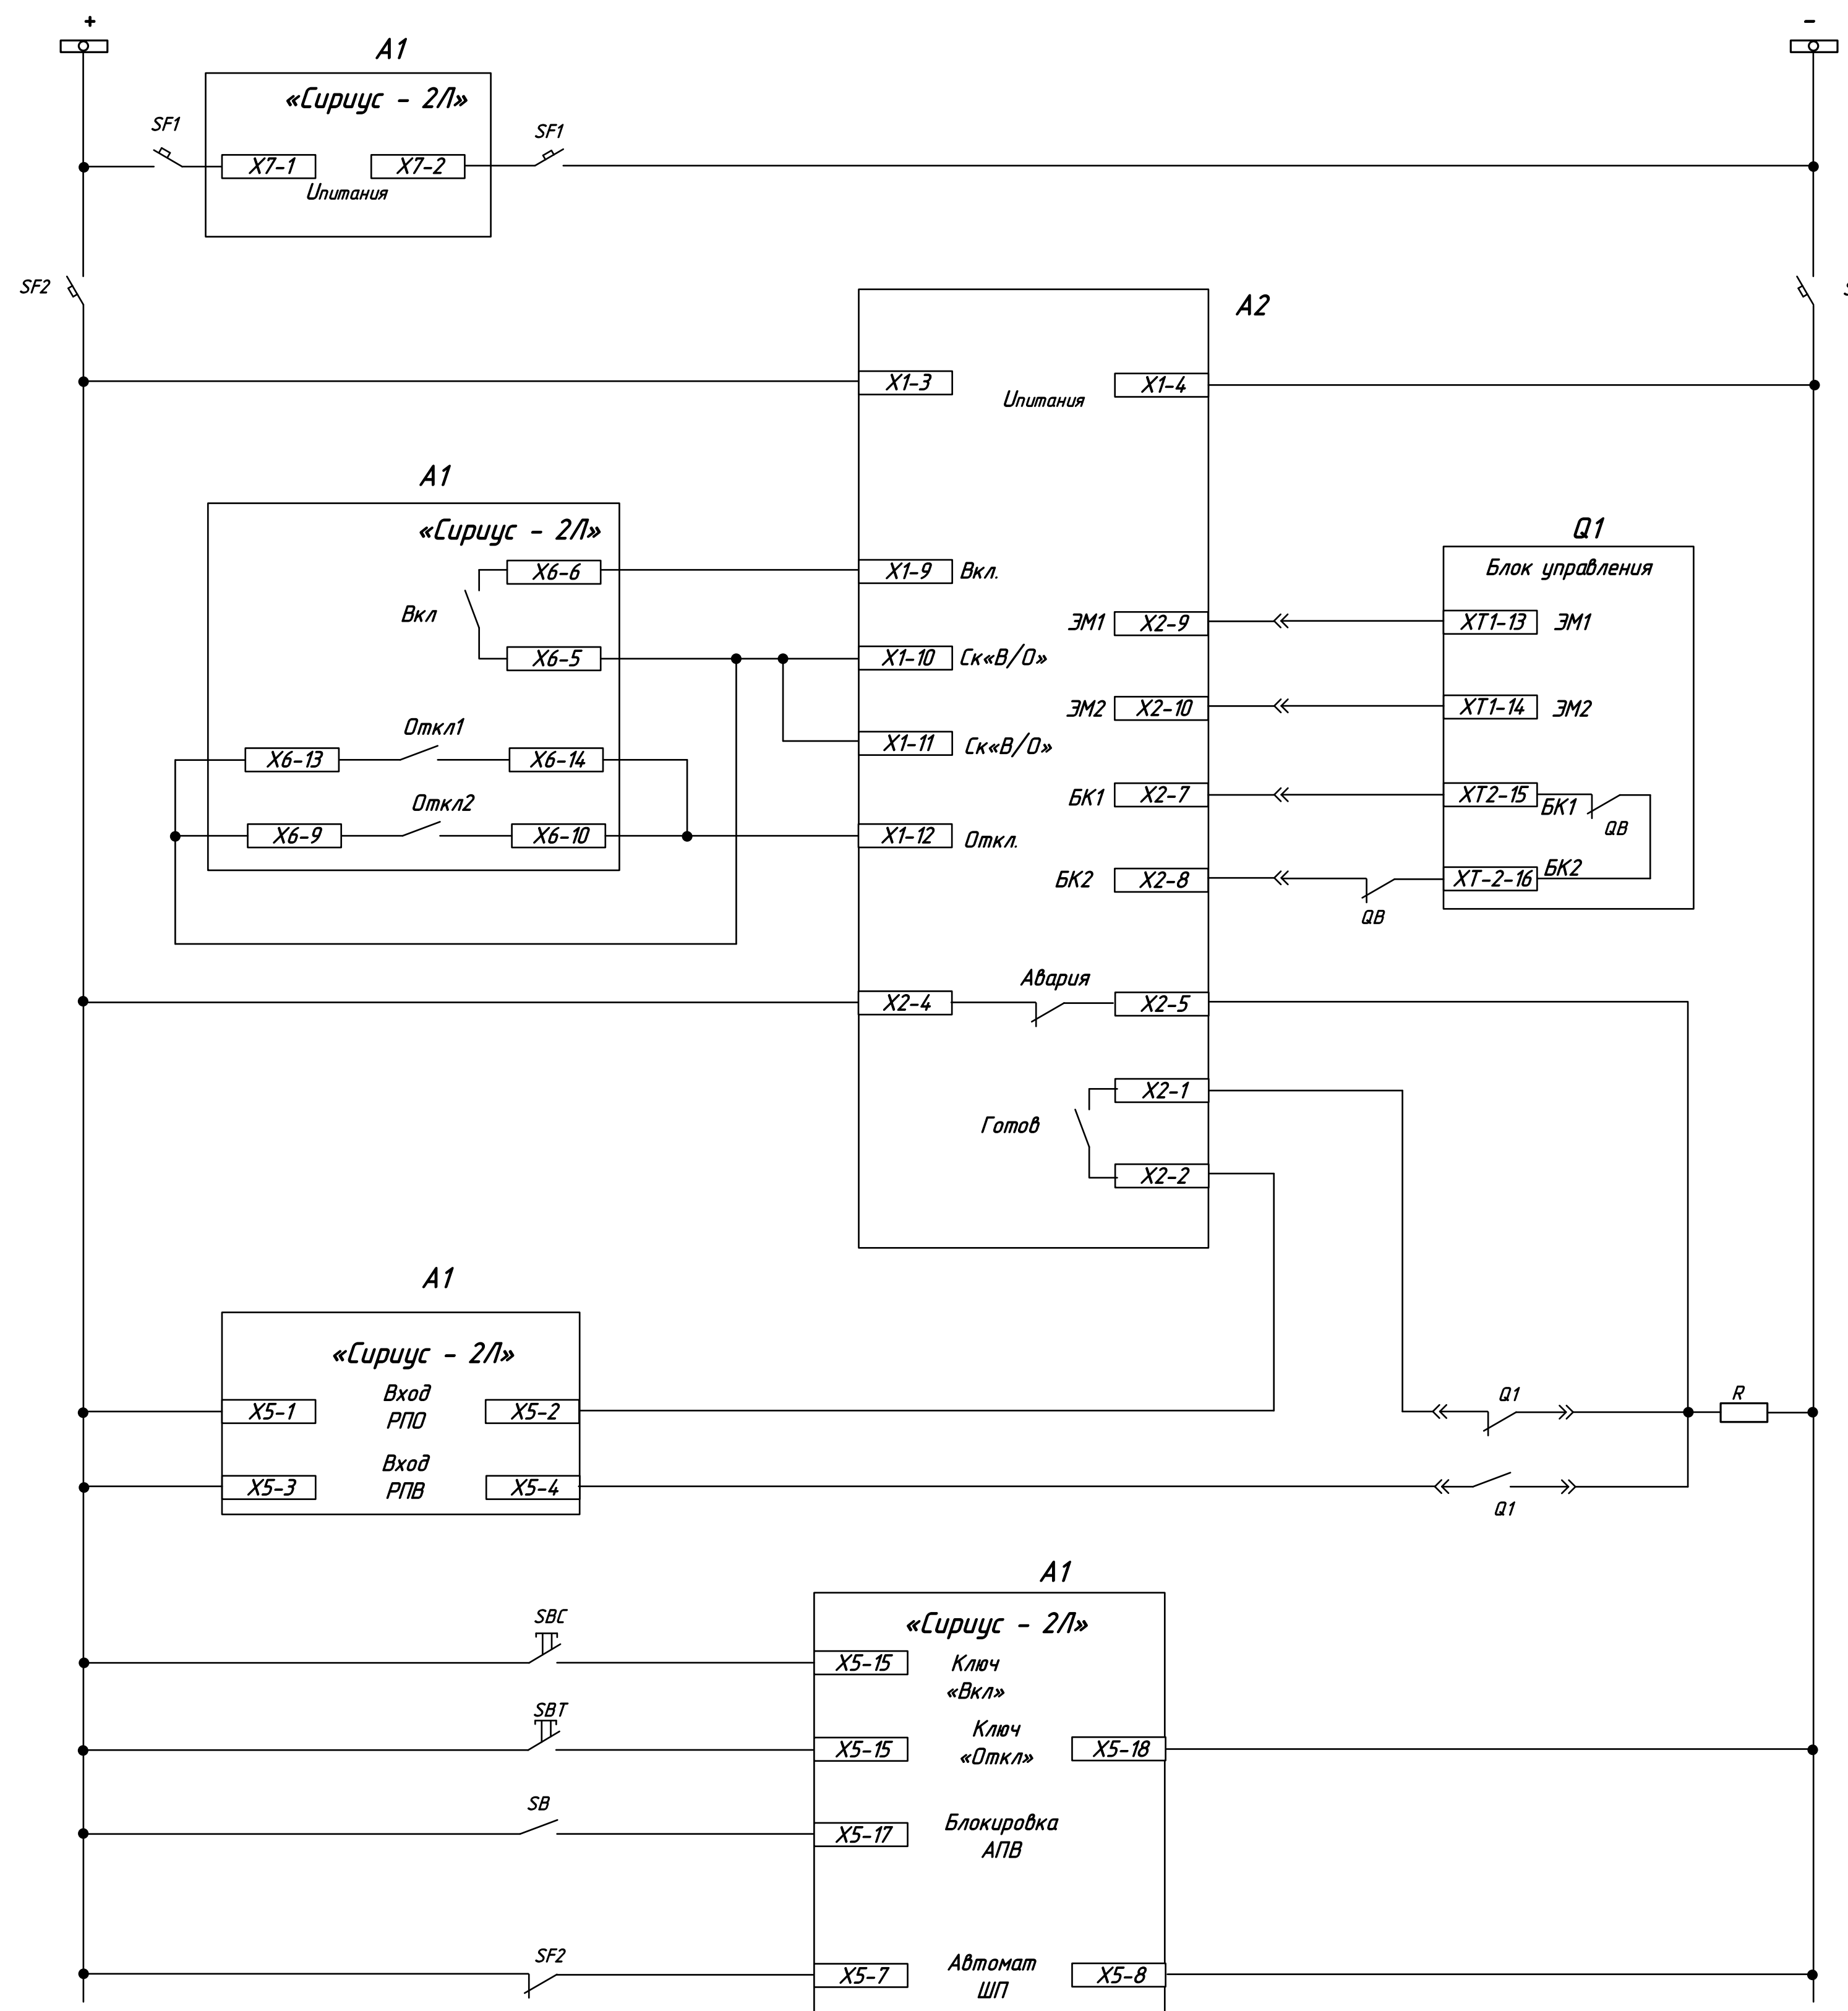 +
-
A1
«Сириус - 2Л»
SF1
SF1
X7-1
X7-2
Uпитания
SF2
A2
X1-3
Uпитания
X1-4
A1
«Сириус - 2Л»
Вкл
X6-6
X6-5
Откл1
X6-13
X6-14
Откл2
X6-9
X6-10
X1-9
Вкл.
X1-10
Ск«В/О»
X1-11
Ск«В/О»
X1-12
Откл.
ЭМ1
X2-9
ЭМ2
X2-10
БК1
X2-7
БК2
X2-8
Q1
Блок управления
XT1-13
ЭМ1
XT1-14
ЭМ2
XT2-15
БК1
QB
XT-2-16
БК2
QB
X2-4
Авария
X2-5
Готов
X2-1
X2-2
A1
«Сириус - 2Л»
X5-1
Вход
РПО
X5-2
X5-3
Вход
РПВ
X5-4
Q1
R
Q1
A1
«Сириус - 2Л»
SBC
X5-15
Ключ
«Вкл»
SBT
X5-15
Ключ
«Откл»
X5-18
SB
X5-17
Блокировка
АПВ
SF2
X5-7
Автомат
ШП
X5-8